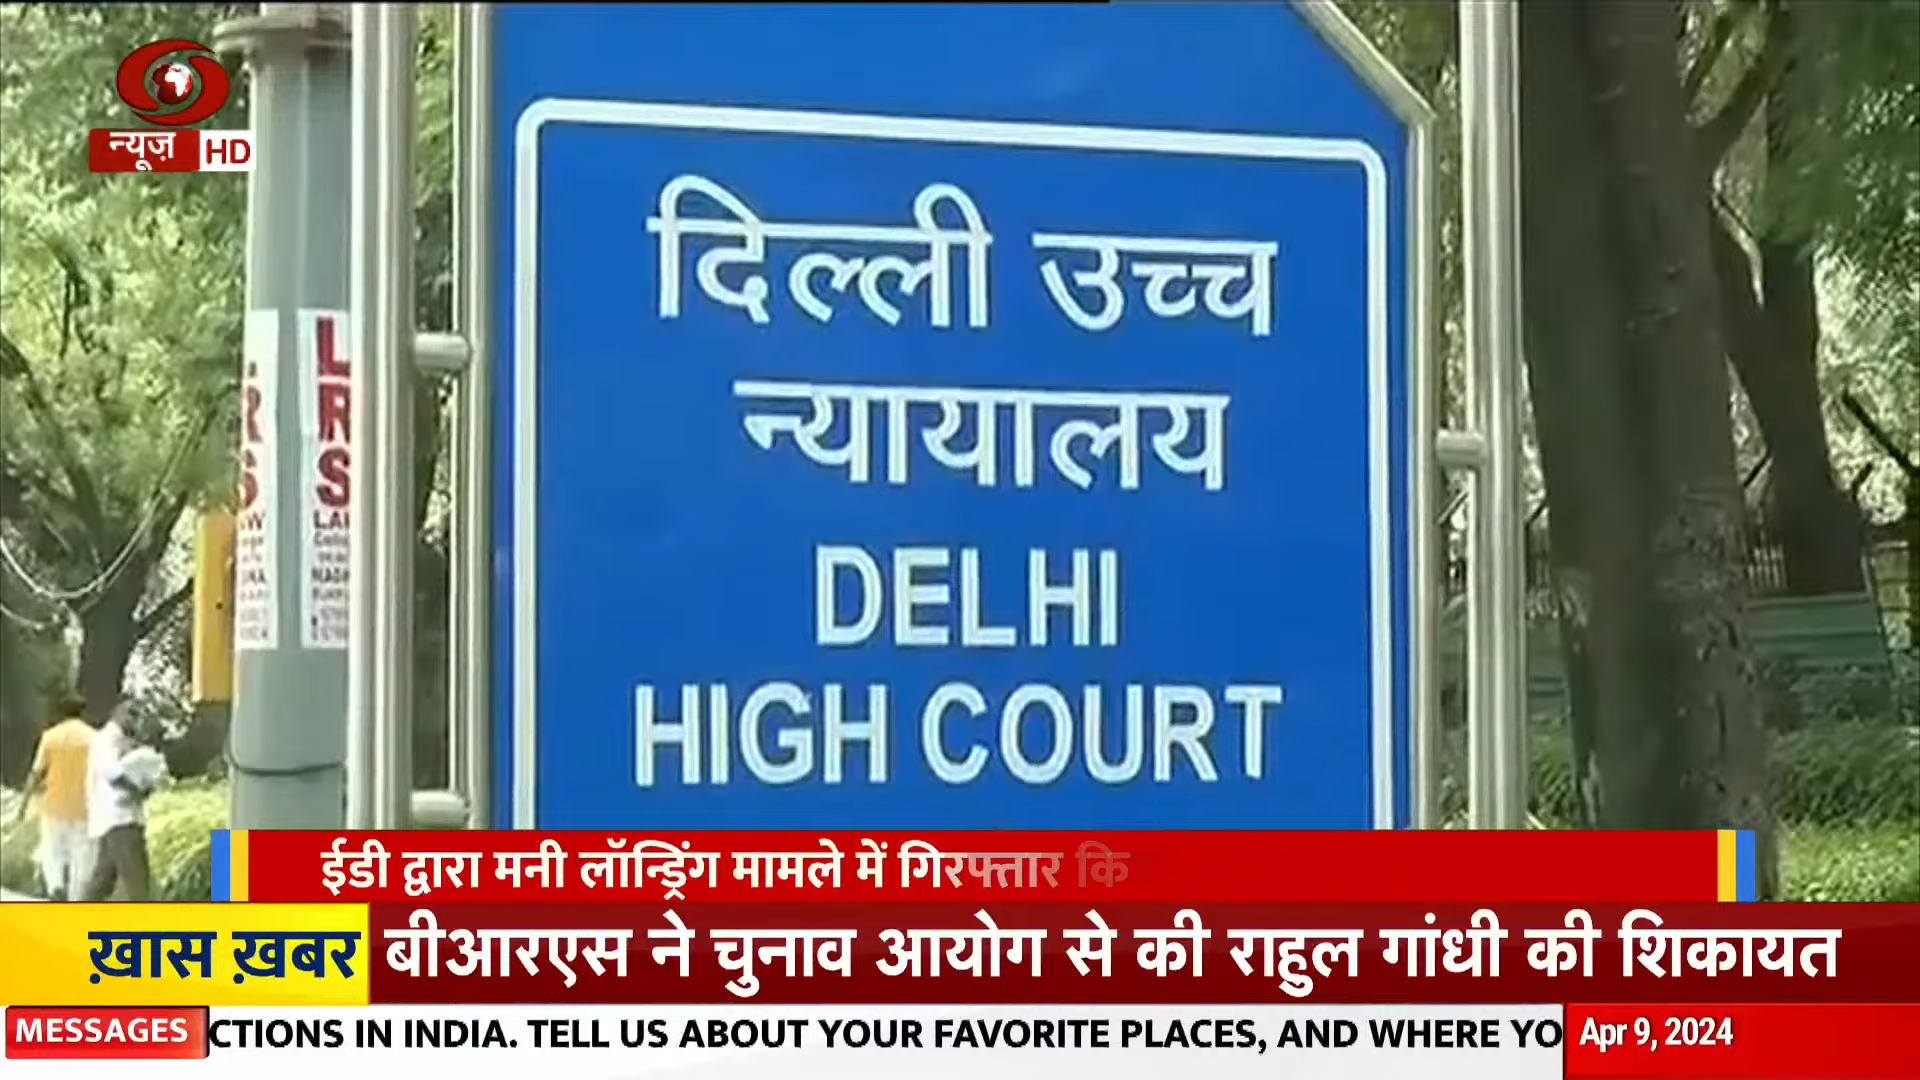 न्यूज़ HD
दिल्ली उच्च
न्यायालय
DELHI
HIGH COURT
L
R
S
ईडी द्वारा मनी लॉन्ड्रिंग मामले में गिरफ्तार कि
ख़ास ख़बर बीआरएस ने चुनाव आयोग से की राहुल गांधी की शिकायत
MESSAGES CTIONS IN INDIA. TELL US ABOUT YOUR FAVORITE PLACES, AND WHERE YO Apr 9, 2024